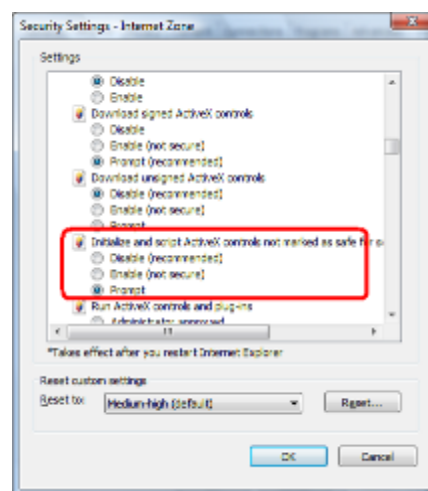 Security Settings - Internet Zone
Settings
Disable
Enable
Download signed ActiveX controls
Disable
Enable (not secure)
Prompt (recommended)
Download unsigned ActiveX controls
Disable (recommended)
Enable (not secure)
Prompt
Initialize and script ActiveX controls not marked as safe for s
Disable (recommended)
Enable (not secure)
Prompt
Run ActiveX controls and plug-ins
Administrator approved
*Takes effect after you restart Internet Explorer
Reset custom settings
Reset to: Medium-high (default) Reset...
OK Cancel